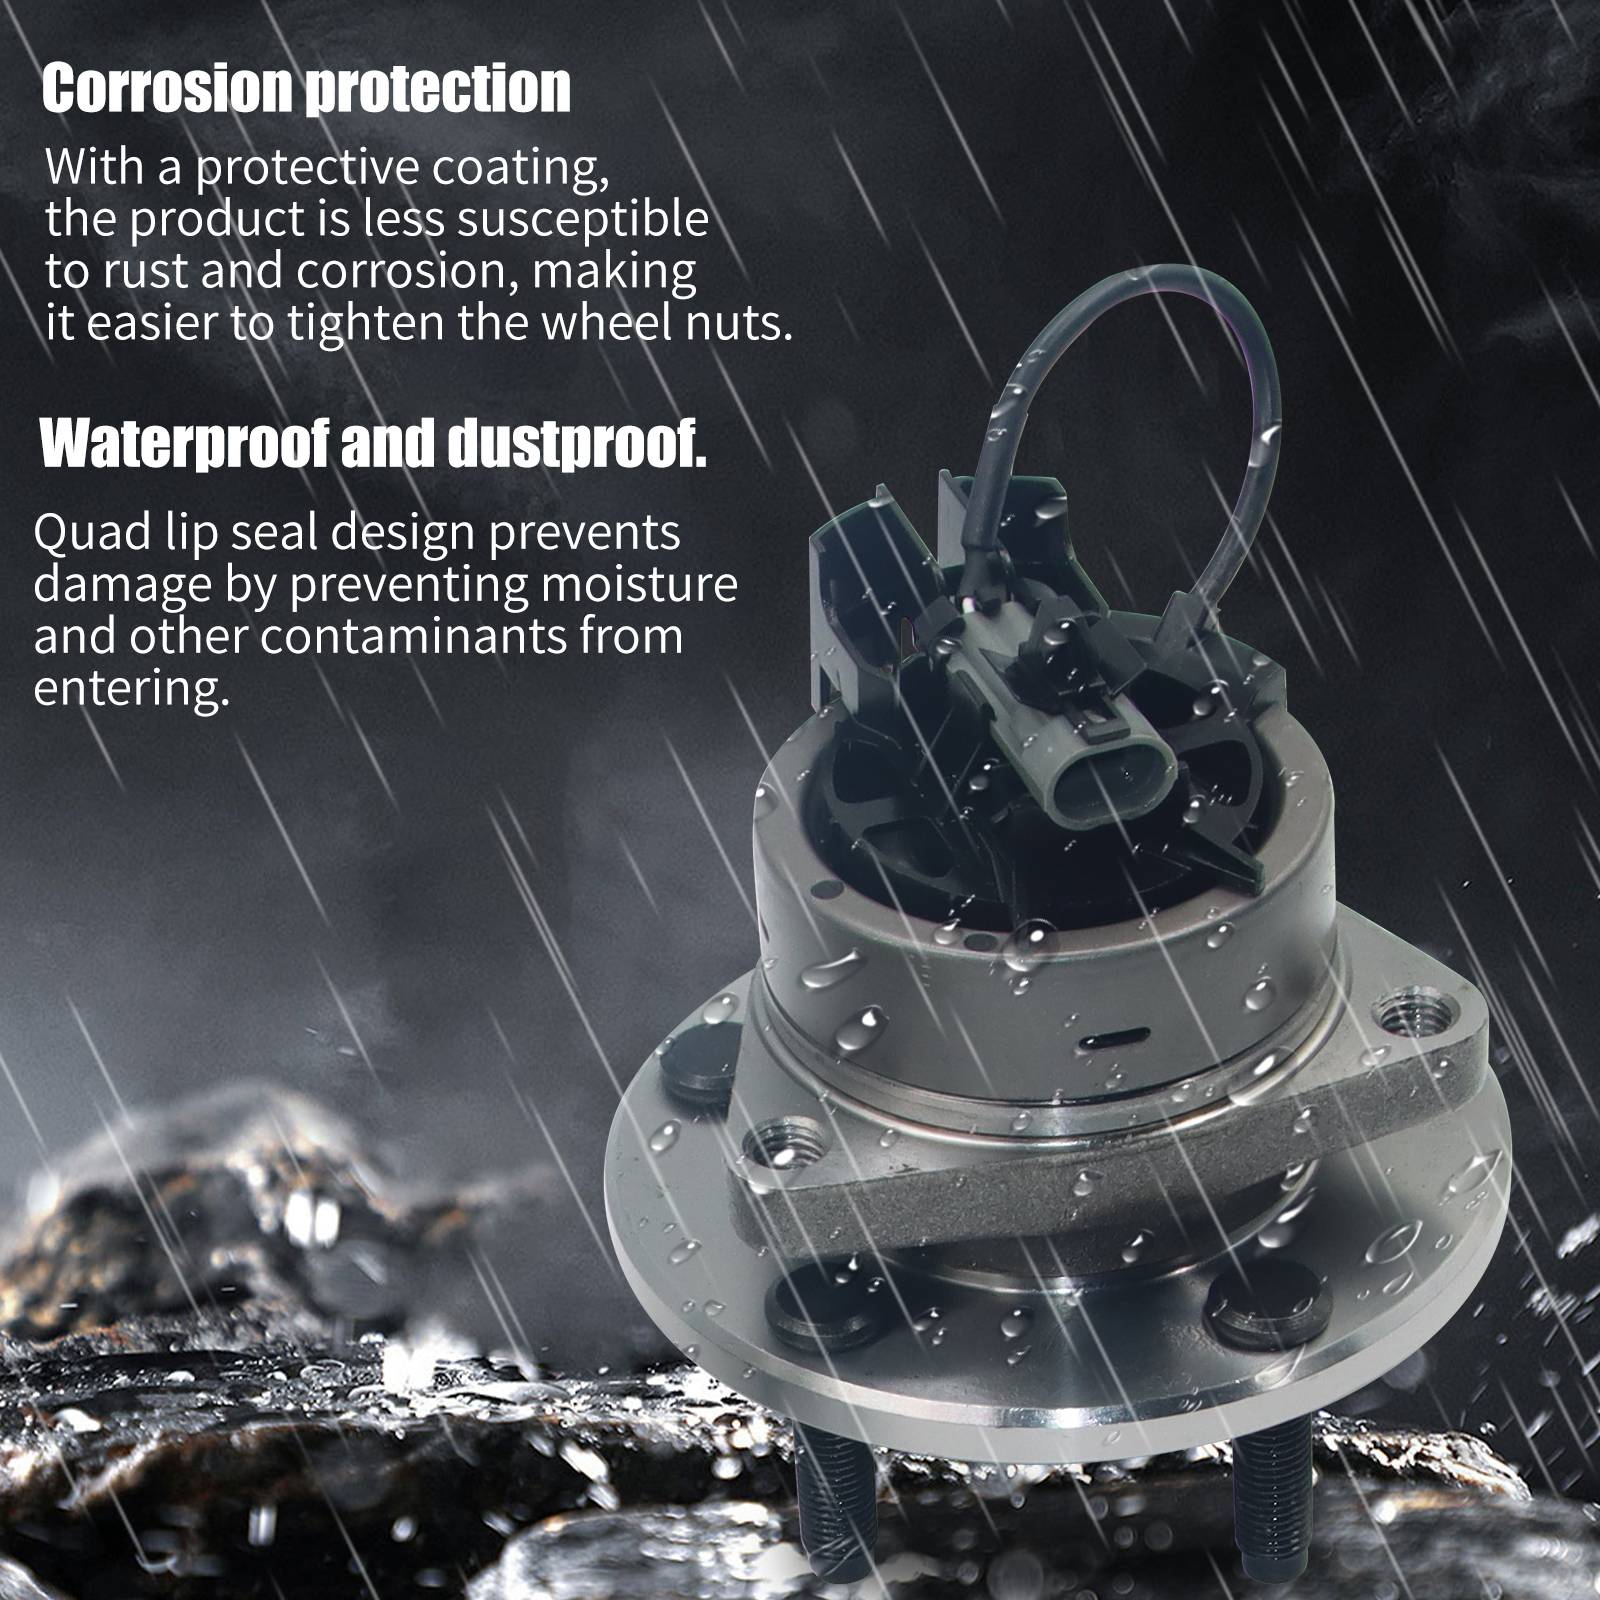 Corrosion protection
With a protective coating,
the product is less susceptible
to rust and corrosion, making
it easier to tighten the wheel nuts.
Waterproof and dustproof.
Quad lip seal design prevents
damage by preventing moisture
and other contaminants from
entering.